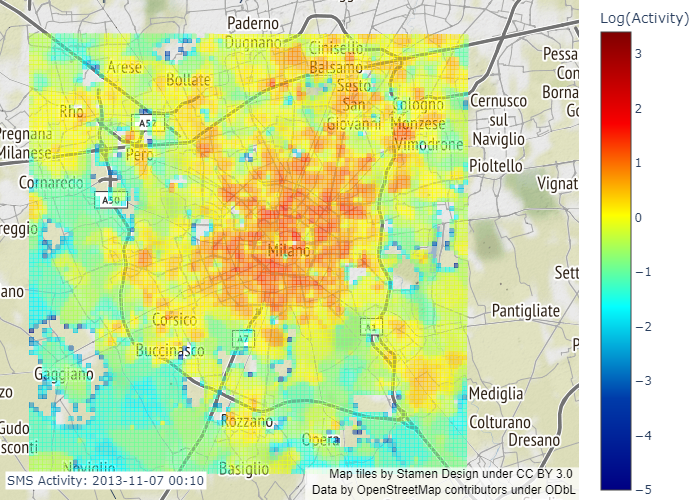 Paderno
Dugnano
Cinisello
Balsamo
Arese
Bollate
Sesto
San
Giovanni
Cologno
Monzese
Vimodrone
Rho
A52
Pero
Pregnana
Milanese
Cornaredo
A50
reggio
Milano
Cernusco
sul
Naviglio
Pioltello
Vignat
Pessa
Con
Borna
Go
Sett
ano
Pantigliate
P
Corsico
Buccinasco
A7
A1
Gaggiano
zo
Gudo
sconti
Rozzano
Opera
Mediglia
Colturano
Dresano
Noviglio
Basiglio
SMS Activity: 2013-11-07 00:10
Map tiles by Stamen Design under CC BY 3.0
Data by OpenStreetMap contributors under ODbL
Log(Activity)
3
2
1
0
−1
−2
−3
−4
−5